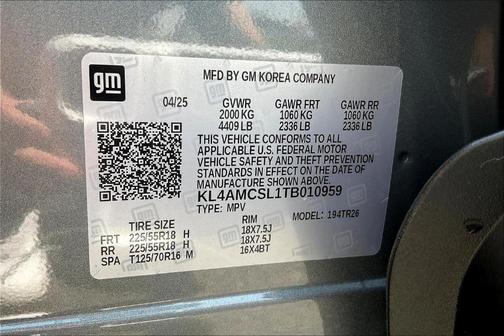 gm
MFD BY GM KOREA COMPANY
04/25 GVWR GAWR FRT GAWR RR
2000 KG 1060 KG 1060 KG
4409 LB 2336 LB 2336 LB
THIS VEHICLE CONFORMS TO ALL
APPLICABLE U.S. FEDERAL MOTOR
VEHICLE SAFETY AND THEFT PREVENTION
STANDARDS IN EFFECT ON THE DATE OF
MANUFACTURE SHOWN ABOVE.
KL4AMCSL1TB010959
TYPE: MPV MODEL: 194TR26
TIRE SIZE RIM
FRT 225/55R18 H 18X7.5J
RR 225/55R18 H 18X7.5J
SPA T125/70R16 M 16X4BT